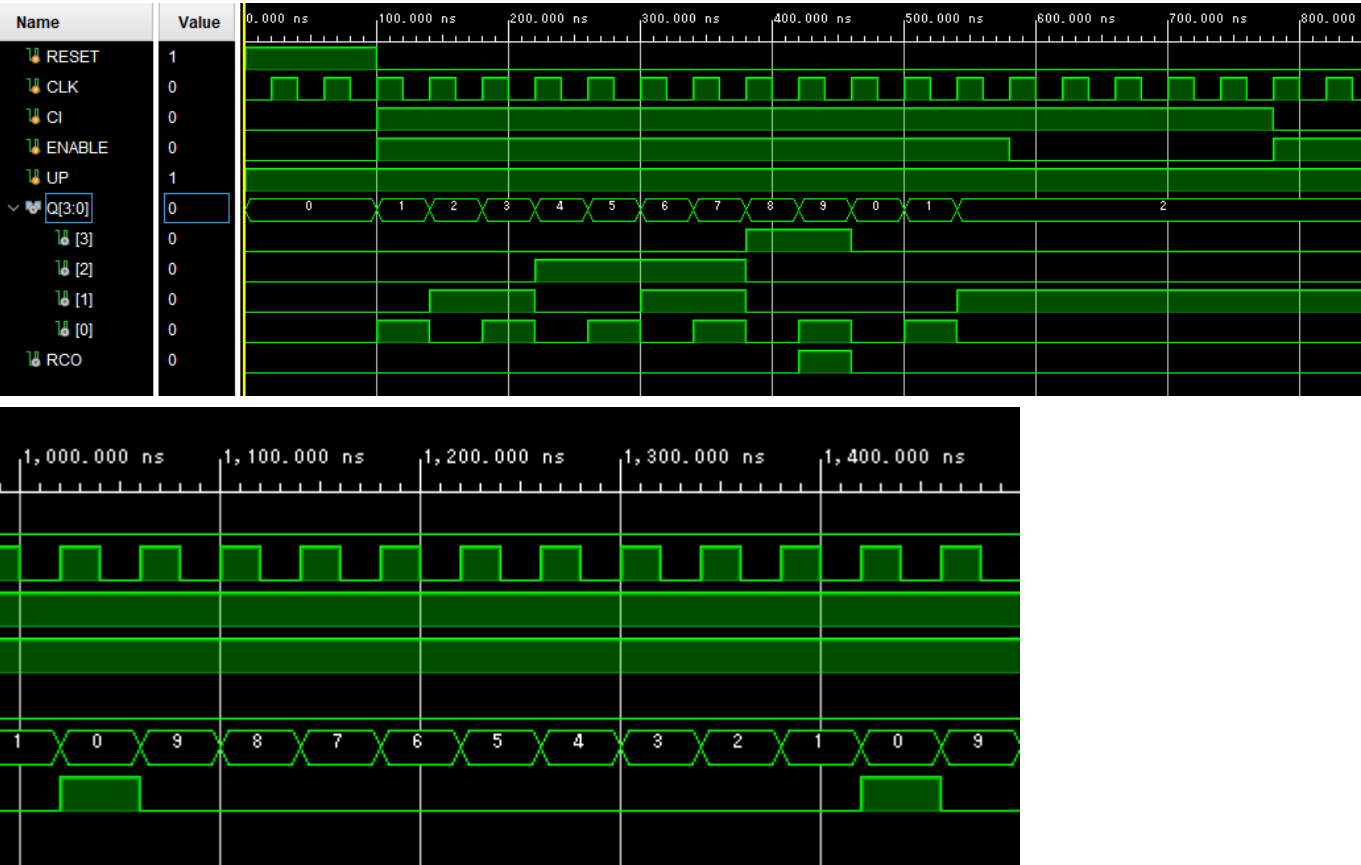 Name Value 0.000 ns 100.000 ns 200.000 ns 300.000 ns 400.000 ns 500.000 ns 600.000 ns 700.000 ns 800.000
RESET 1
CLK 0
CI 0
ENABLE 0
UP 1
Q[3:0] 0 0 1 2 3 4 5 6 7 8 9 0 1 2
[3] 0
[2] 0
[1] 0
[0] 0
RCO 0
1,000.000 ns 1,100.000 ns 1,200.000 ns 1,300.000 ns 1,400.000 ns
1 0 9 8 7 6 5 4 3 2 1 0 9